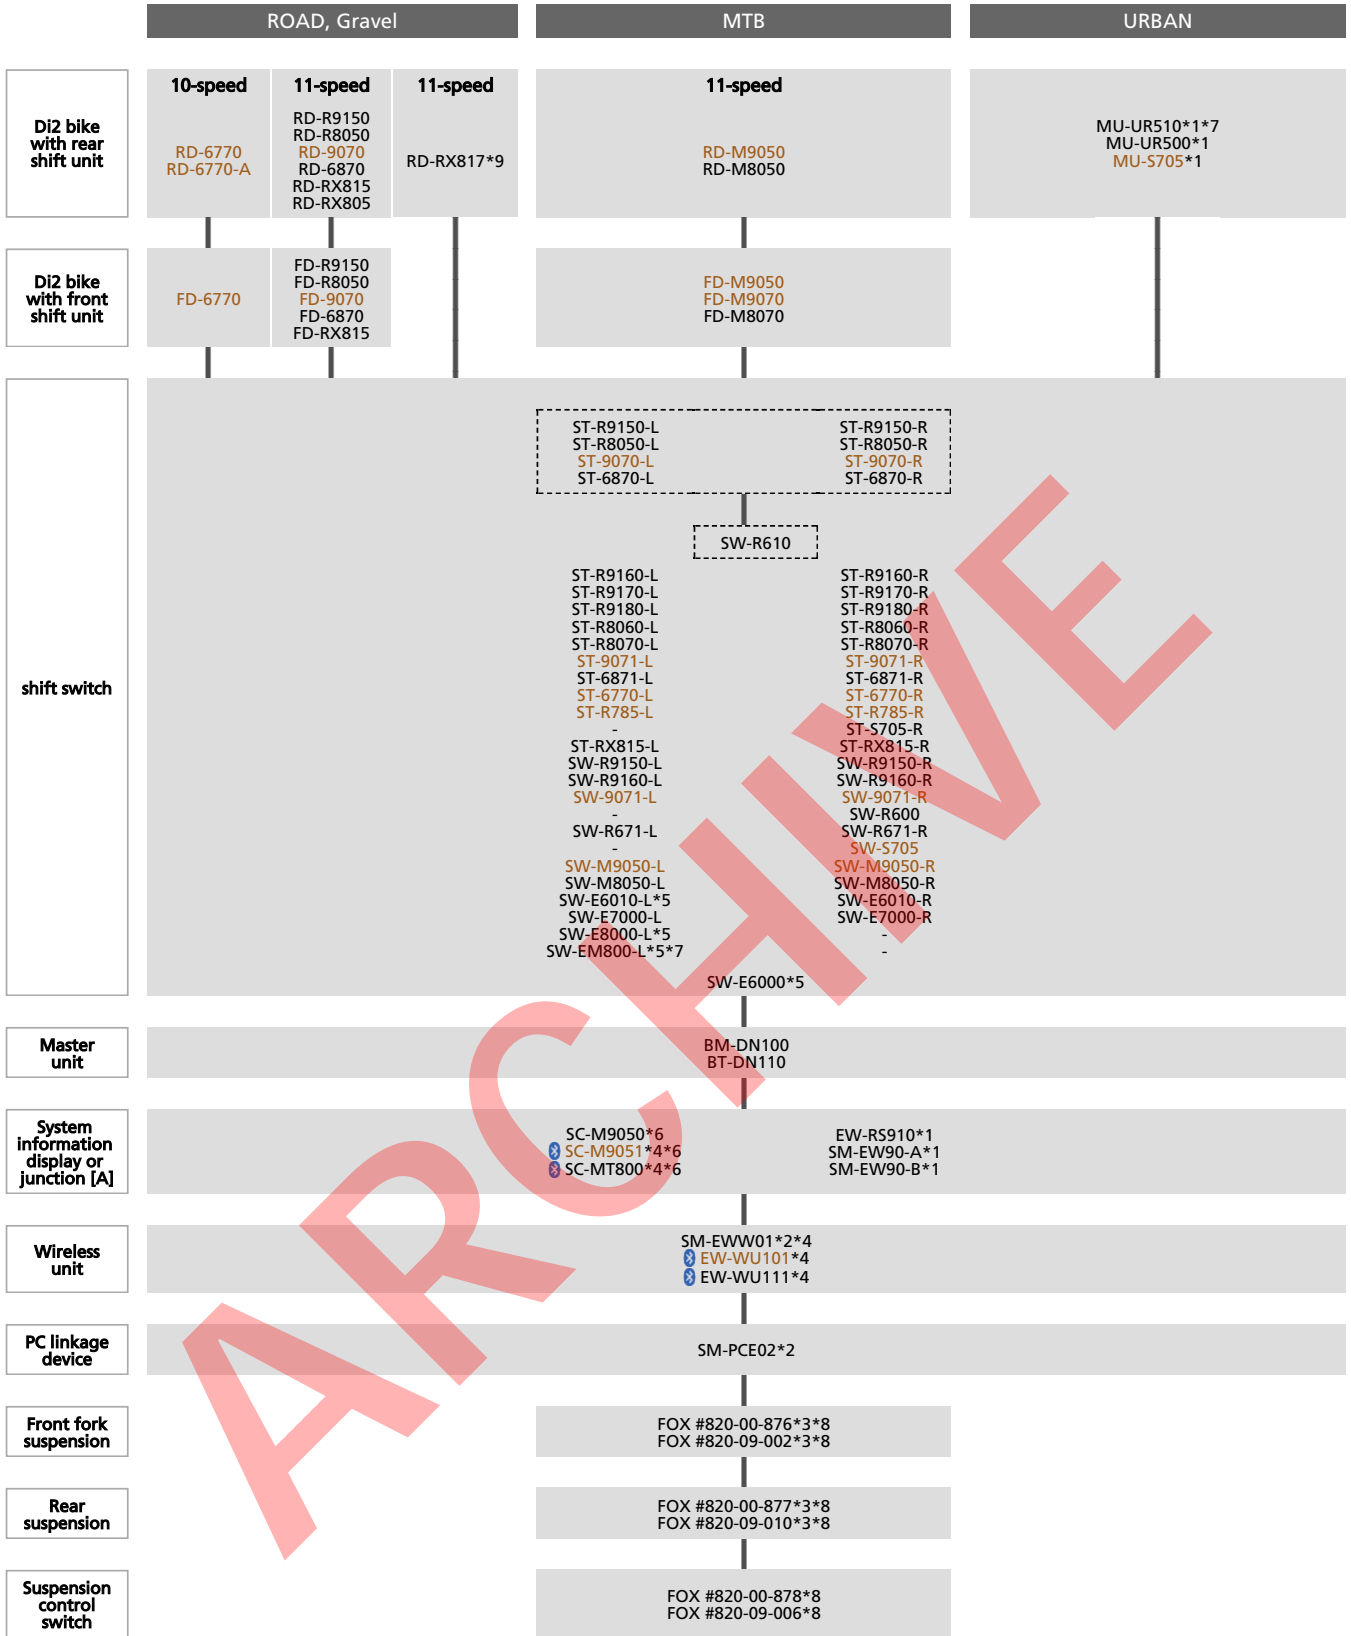 ROAD, Gravel
MTB
URBAN
Di2 bike
with rear
shift unit
10-speed
RD-6770
RD-6770-A
11-speed
RD-R9150
RD-R8050
RD-9070
RD-6870
RD-RX815
RD-RX805
11-speed
RD-RX817*9
11-speed
RD-M9050
RD-M8050
MU-UR510*1*7
MU-UR500*1
MU-S705*1
Di2 bike
with front
shift unit
FD-6770
FD-R9150
FD-R8050
FD-9070
FD-6870
FD-RX815
FD-M9050
FD-M9070
FD-M8070
shift switch
ST-R9150-L ST-R9150-R
ST-R8050-L ST-R8050-R
ST-9070-L ST-9070-R
ST-6870-L ST-6870-R
SW-R610
ST-R9160-L ST-R9160-R
ST-R9170-L ST-R9170-R
ST-R9180-L ST-R9180-R
ST-R8060-L ST-R8060-R
ST-R8070-L ST-R8070-R
ST-9071-L ST-9071-R
ST-6871-L ST-6871-R
ST-6770-L ST-6770-R
ST-R785-L ST-R785-R
- ST-S705-R
ST-RX815-L ST-RX815-R
SW-R9150-L SW-R9150-R
SW-R9160-L SW-R9160-R
SW-9071-L SW-9071-R
- SW-R600
SW-R671-L SW-R671-R
- SW-S705
SW-M9050-L SW-M9050-R
SW-M8050-L SW-M8050-R
SW-E6010-L*5 SW-E6010-R
SW-E7000-L SW-E7000-R
SW-E8000-L*5 -
SW-EM800-L*5*7 -
SW-E6000*5
Master
unit
BM-DN100
BT-DN110
System
information
display or
junction [A]
SC-M9050*6
SC-M9051*4*6
SC-MT800*4*6
EW-RS910*1
SM-EW90-A*1
SM-EW90-B*1
Wireless
unit
SM-EWW01*2*4
EW-WU101*4
EW-WU111*4
PC linkage
device
SM-PCE02*2
Front fork
suspension
FOX #820-00-876*3*8
FOX #820-09-002*3*8
Rear
suspension
FOX #820-00-877*3*8
FOX #820-09-010*3*8
Suspension
control
switch
FOX #820-00-878*8
FOX #820-09-006*8
ARCHIVE